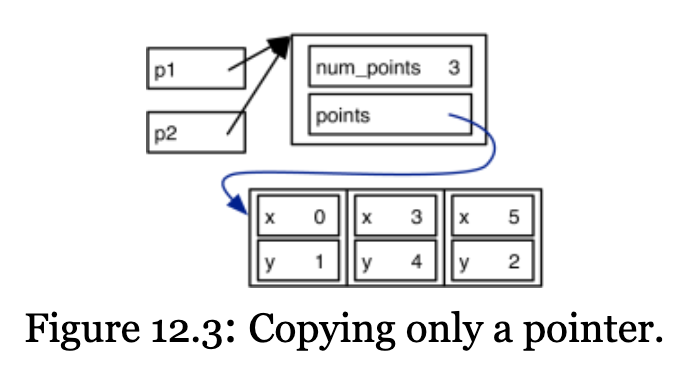 p1
num_points 3
points
p2
x 0 x 3 x 5
y 1 y 4 y 2
Figure 12.3: Copying only a pointer.